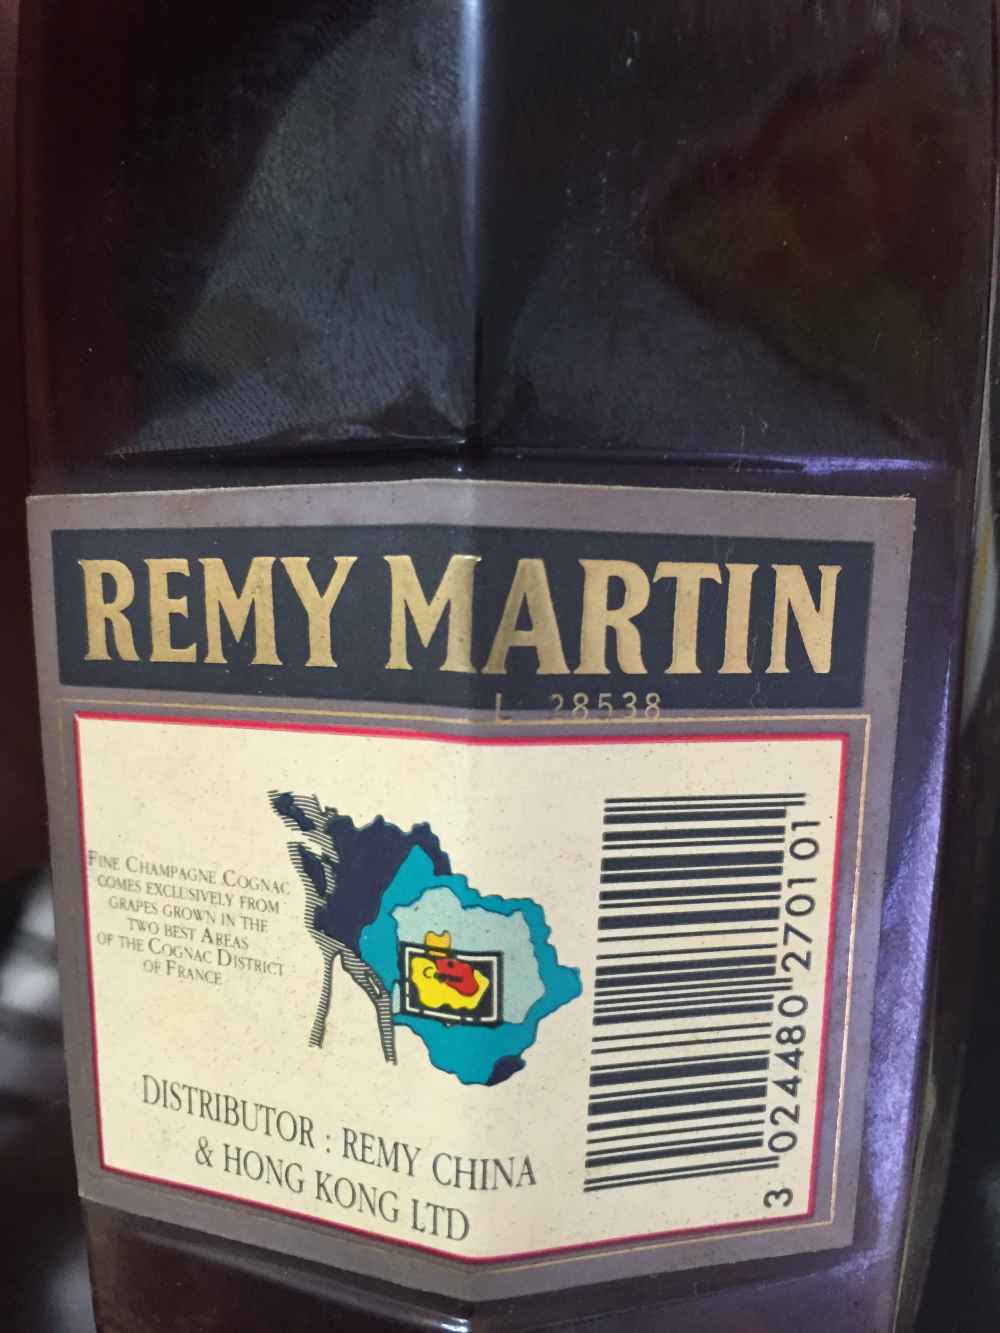 REMY MARTIN
L 28538
FINE CHAMPAGNE COGNAC
COMES EXCLUSIVELY FROM
GRAPES GROWN IN THE
TWO BEST AREAS
OF THE COGNAC DISTRICT
OF FRANCE
DISTRIBUTOR : REMY CHINA
& HONG KONG LTD
3 024480 270101